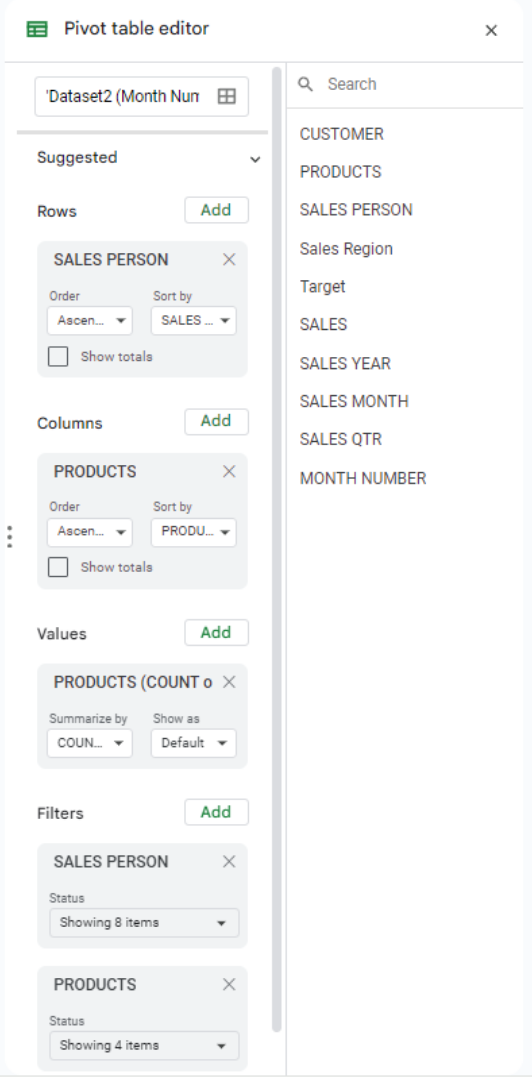 Pivot table editor
'Dataset2 (Month Num
Suggested
Rows
Add
SALES PERSON
Order
Sort by
Ascen...
SALES ...
Show totals
Columns
Add
PRODUCTS
Order
Sort by
Ascen...
PRODU...
Show totals
Values
Add
PRODUCTS (COUNT o
Summarize by
Show as
COUN...
Default
Filters
Add
SALES PERSON
Status
Showing 8 items
PRODUCTS
Status
Showing 4 items
Search
CUSTOMER
PRODUCTS
SALES PERSON
Sales Region
Target
SALES
SALES YEAR
SALES MONTH
SALES QTR
MONTH NUMBER